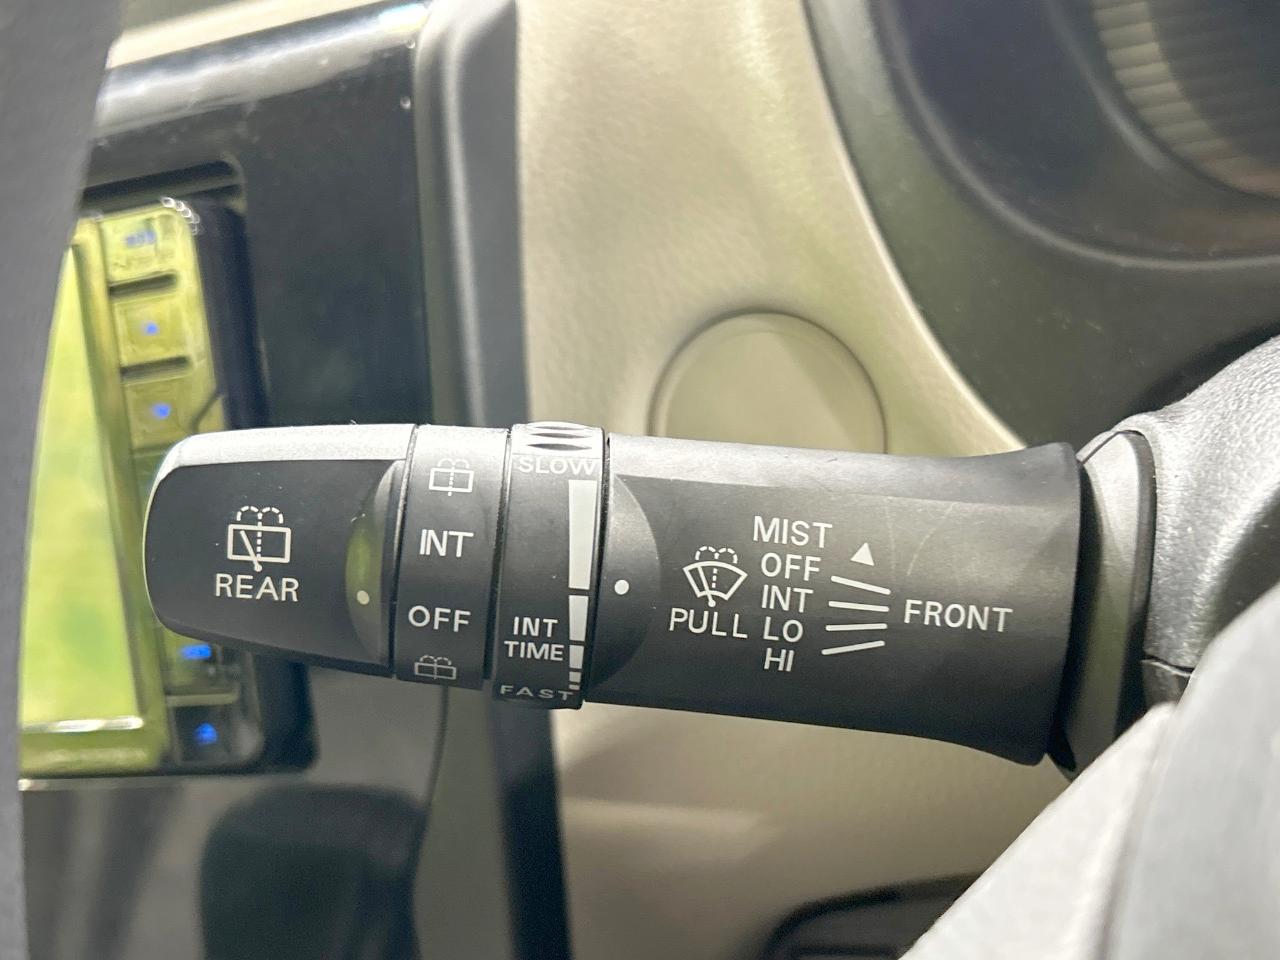 REAR
INT
OFF
SLOW
INT
TIME
FAST
PULL
MIST
OFF
INT
LO
HI
FRONT